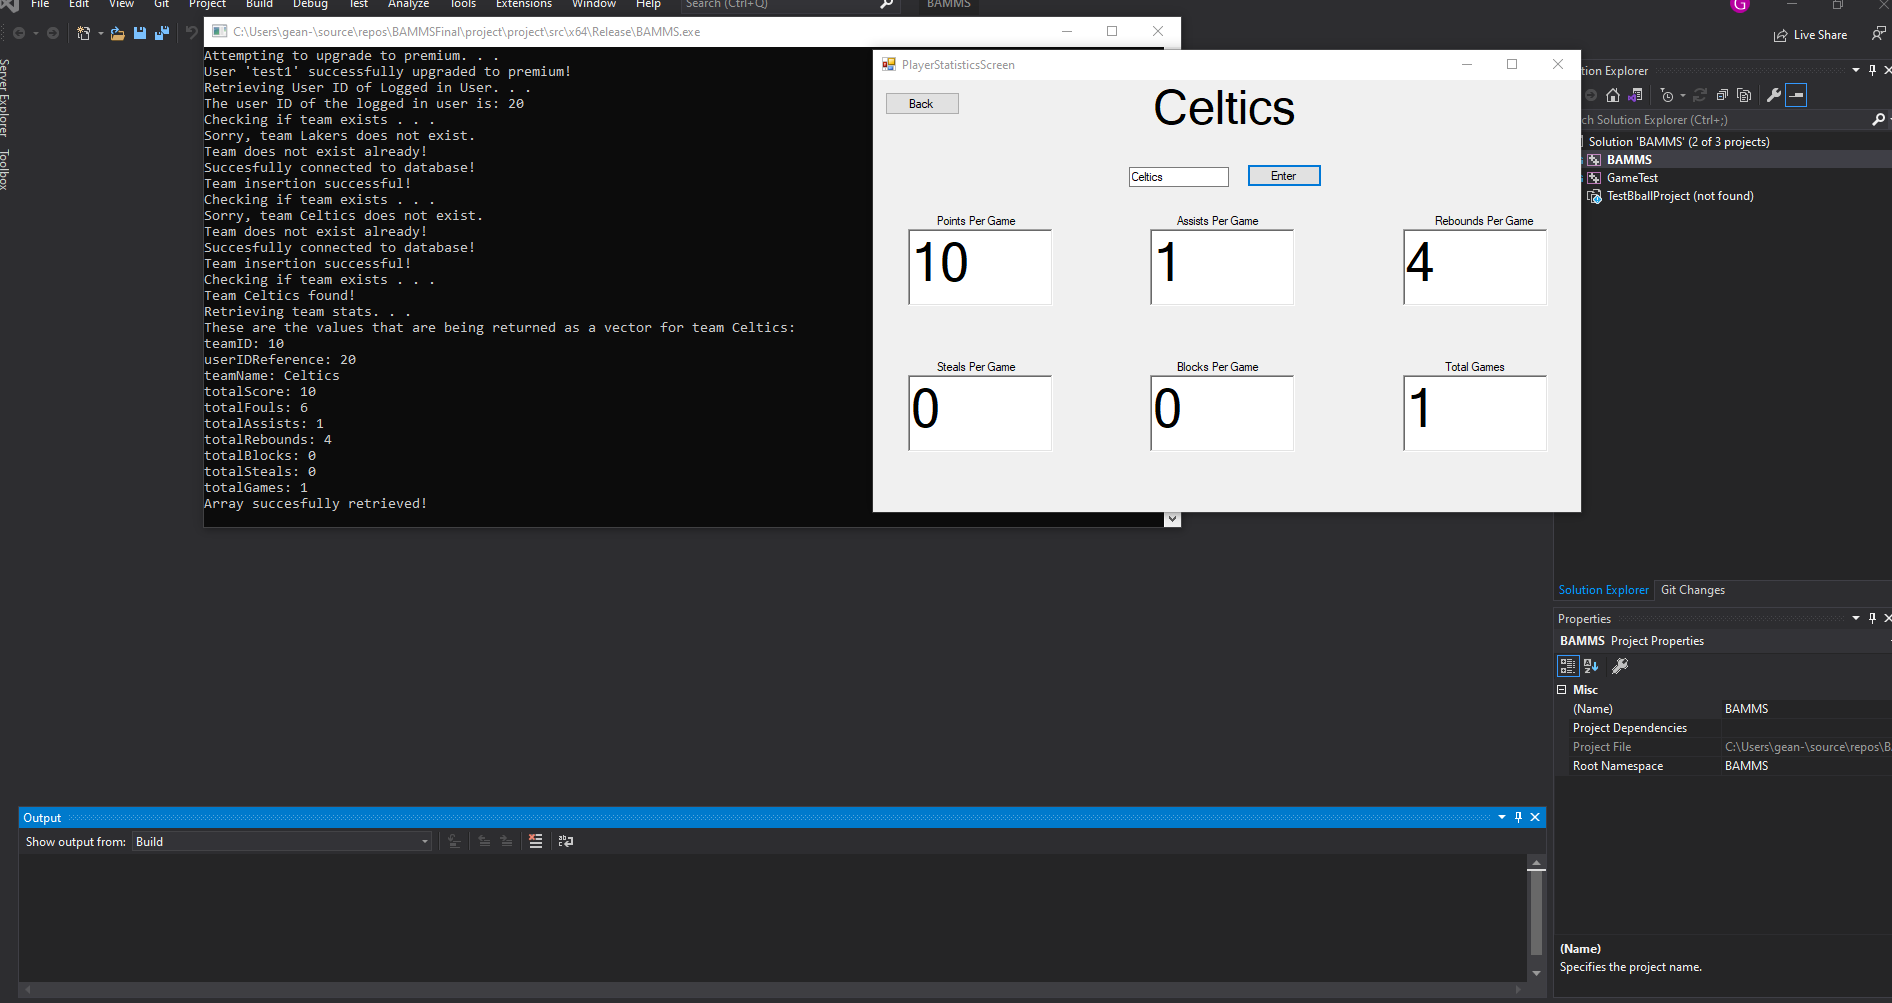 File Edit View Git Project Build Debug Test Analyze Tools Extensions Window Help Search (Ctrl+Q) BAMMS G
Live Share
Server Explorer
Toolbox
C:\Users\gean-\source\repos\BAMMSFinal\project\project\src\x64\Release\BAMMS.exe
Attempting to upgrade to premium. . .
User 'test1' successfully upgraded to premium!
Retrieving User ID of Logged in User. . .
The user ID of the logged in user is: 20
Checking if team exists . . .
Sorry, team Lakers does not exist.
Team does not exist already!
Succesfully connected to database!
Team insertion successful!
Checking if team exists . . .
Sorry, team Celtics does not exist.
Team does not exist already!
Succesfully connected to database!
Team insertion successful!
Checking if team exists . . .
Team Celtics found!
Retrieving team stats. . .
These are the values that are being returned as a vector for team Celtics:
teamID: 10
userIDReference: 20
teamName: Celtics
totalScore: 10
totalFouls: 6
totalAssists: 1
totalRebounds: 4
totalBlocks: 0
totalSteals: 0
totalGames: 1
Array succesfully retrieved!
PlayerStatisticsScreen
Back
Celtics
Celtics Enter
Points Per Game Assists Per Game Rebounds Per Game
10 1 4
Steals Per Game Blocks Per Game Total Games
0 0 1
tion Explorer
ch Solution Explorer (Ctrl+;)
Solution 'BAMMS' (2 of 3 projects)
BAMMS
GameTest
TestBballProject (not found)
Solution Explorer Git Changes
Properties
BAMMS Project Properties
Misc
(Name) BAMMS
Project Dependencies
Project File C:\Users\gean-\source\repos\B
Root Namespace BAMMS
(Name)
Specifies the project name.
Output
Show output from: Build